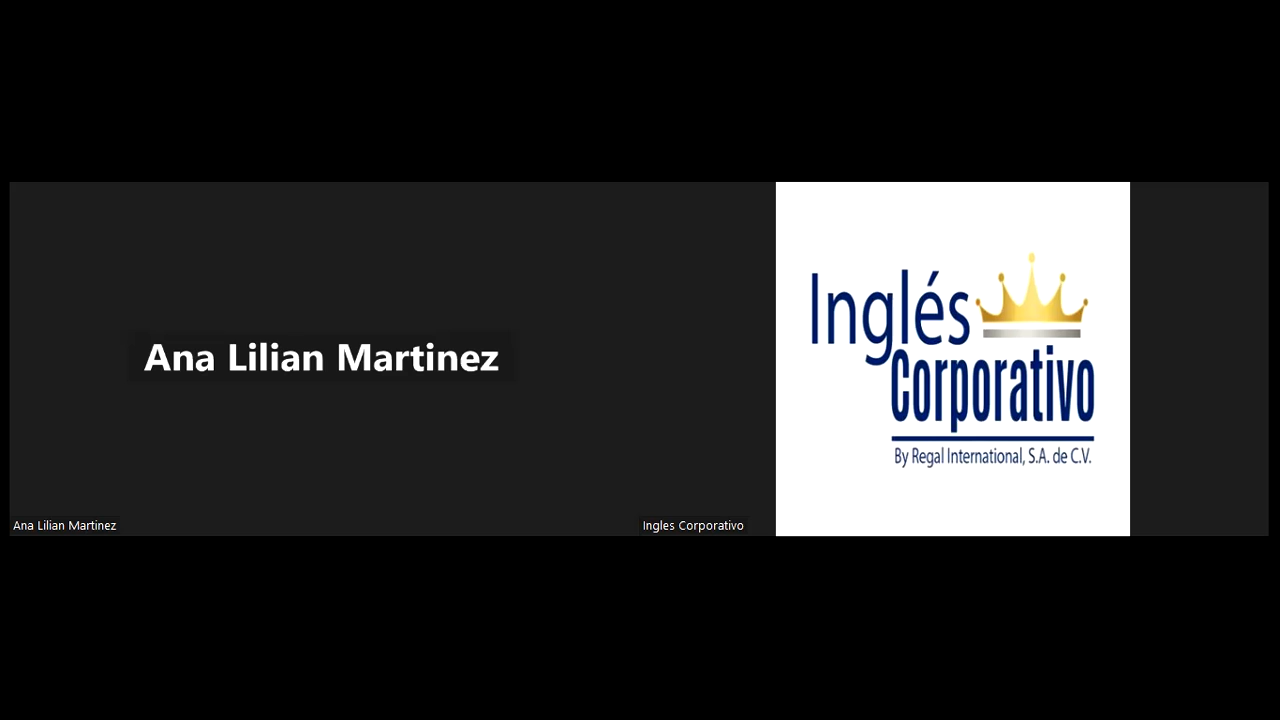 Ana Lilian Martinez
Ana Lilian Martinez
Ingles Corporativo
Inglés
Corporativo
By Regal International, S.A. de C.V.